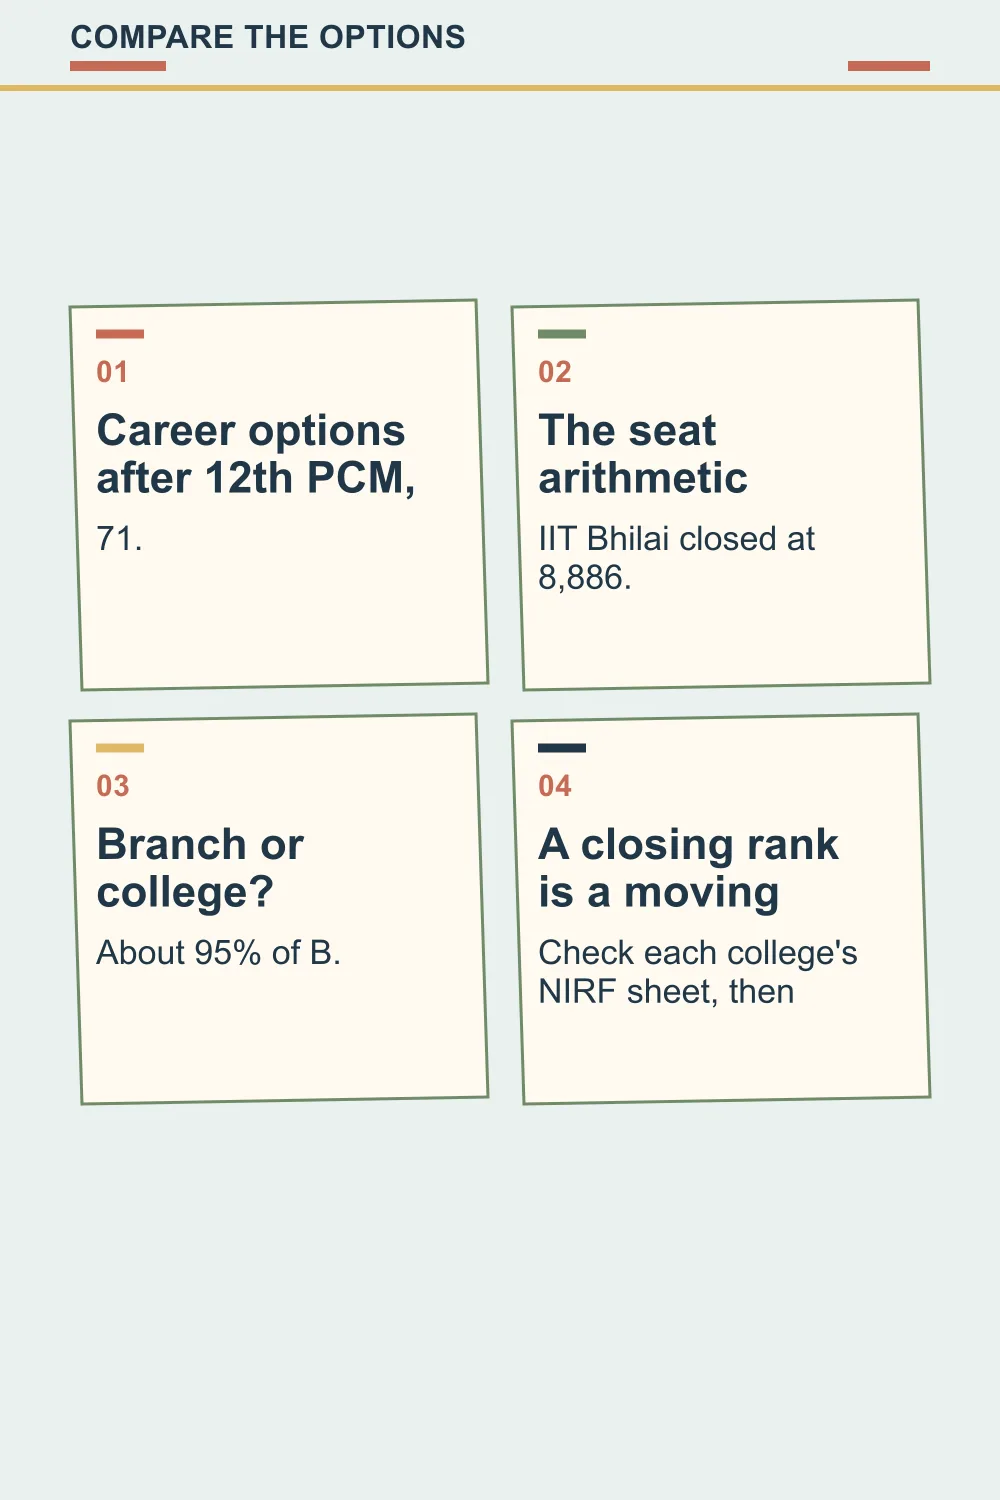 COMPARE THE OPTIONS
01
Career options
after 12th PCM,
71.
02
The seat
arithmetic
IIT Bhilai closed at
8,886.
03
Branch or
college?
About 95% of B.
04
A closing rank
is a moving
Check each college's
NIRF sheet, then